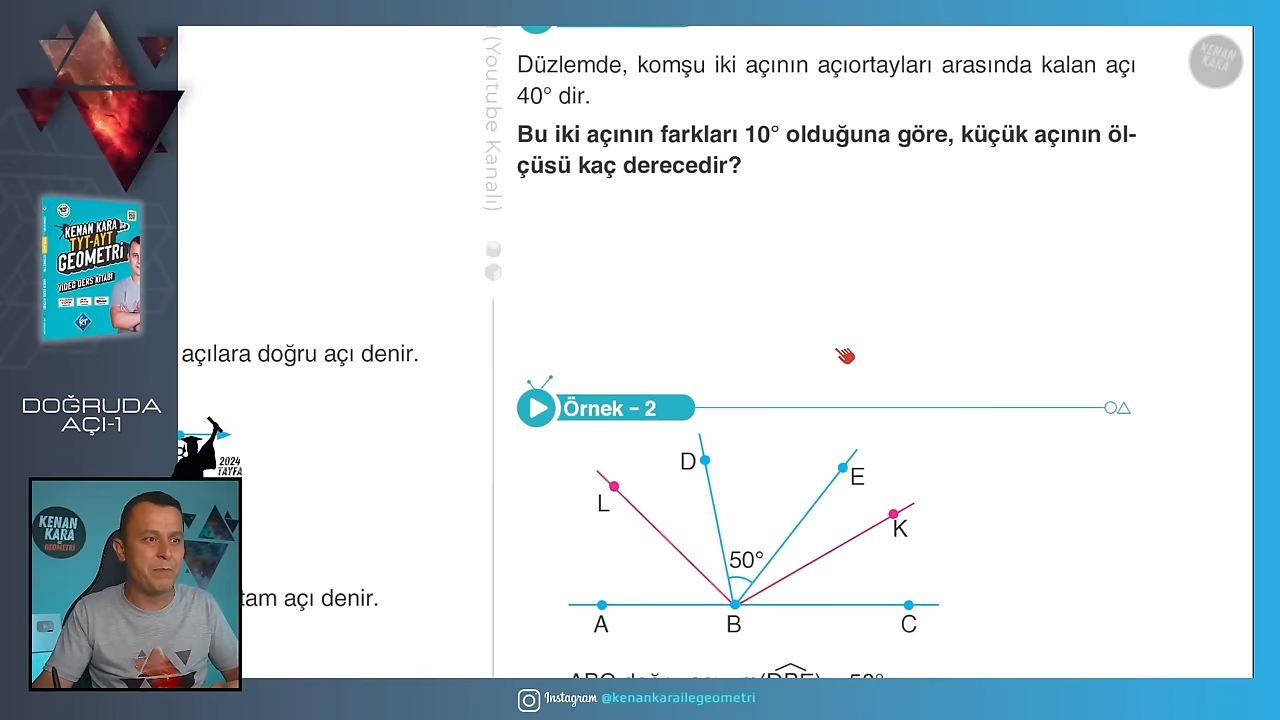 Düzlemde, komşu iki açının açıortayları arasında kalan açı
40° dir.
Bu iki açının farkları 10° olduğuna göre, küçük açının öl-
çüsü kaç derecedir?
(Youtube Kanalı)
KENAN
KARA
KENAN KARA ile
TYT-AYT
GEOMETRİ
VİDEO DERS KİTABI
açılara doğru açı denir.
DOĞRUDA
AÇI-1
2024
TAYFA
KENAN
KARA
ile
GEOMETRİ
tam açı denir.
Örnek – 2
D
E
L
K
50°
A
B
C
Instagram @kenankarailegeometri